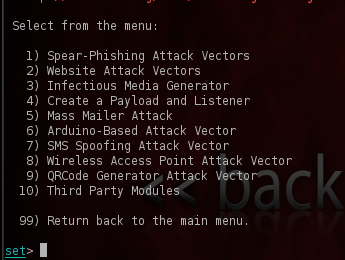 Select from the menu:
1) Spear-Phishing Attack Vectors
2) Website Attack Vectors
3) Infectious Media Generator
4) Create a Payload and Listener
5) Mass Mailer Attack
6) Arduino-Based Attack Vector
7) SMS Spoofing Attack Vector
8) Wireless Access Point Attack Vector
9) QRCode Generator Attack Vector
10) Third Party Modules
<< back
99) Return back to the main menu.
set>